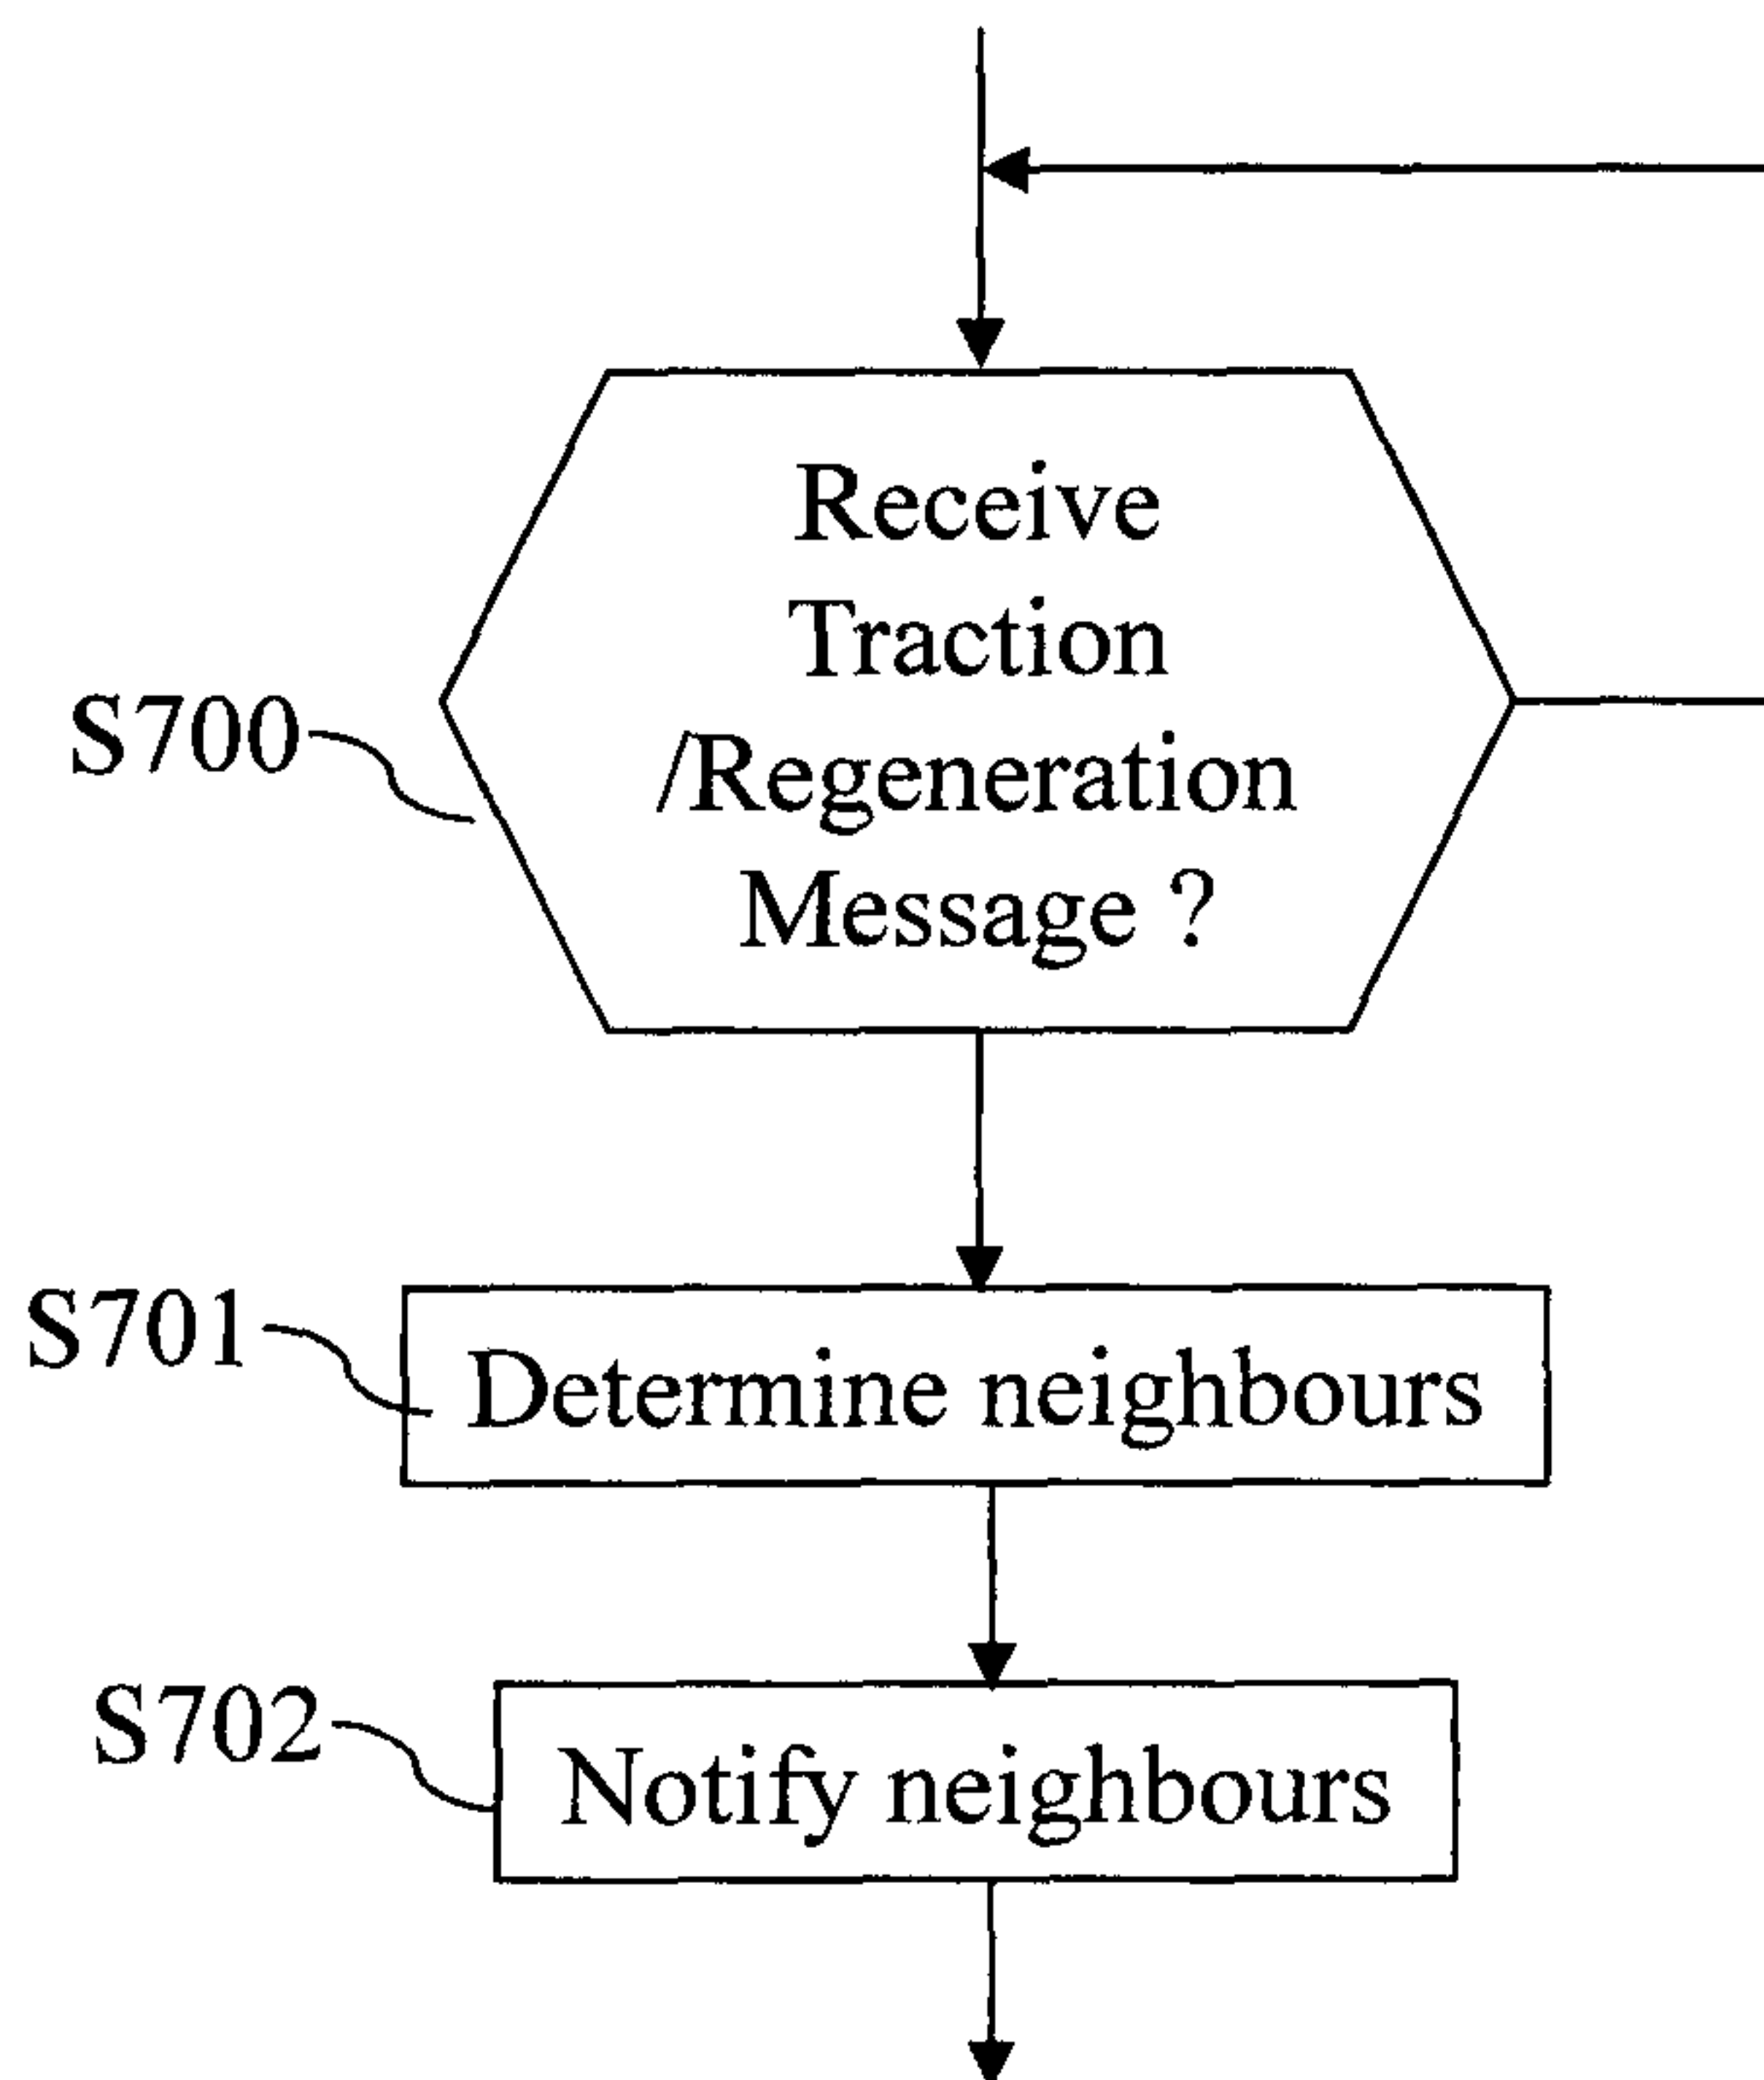 Receive
Traction
/Regeneration
Message ?
S700
S701
Determine neighbours
S702
Notify neighbours